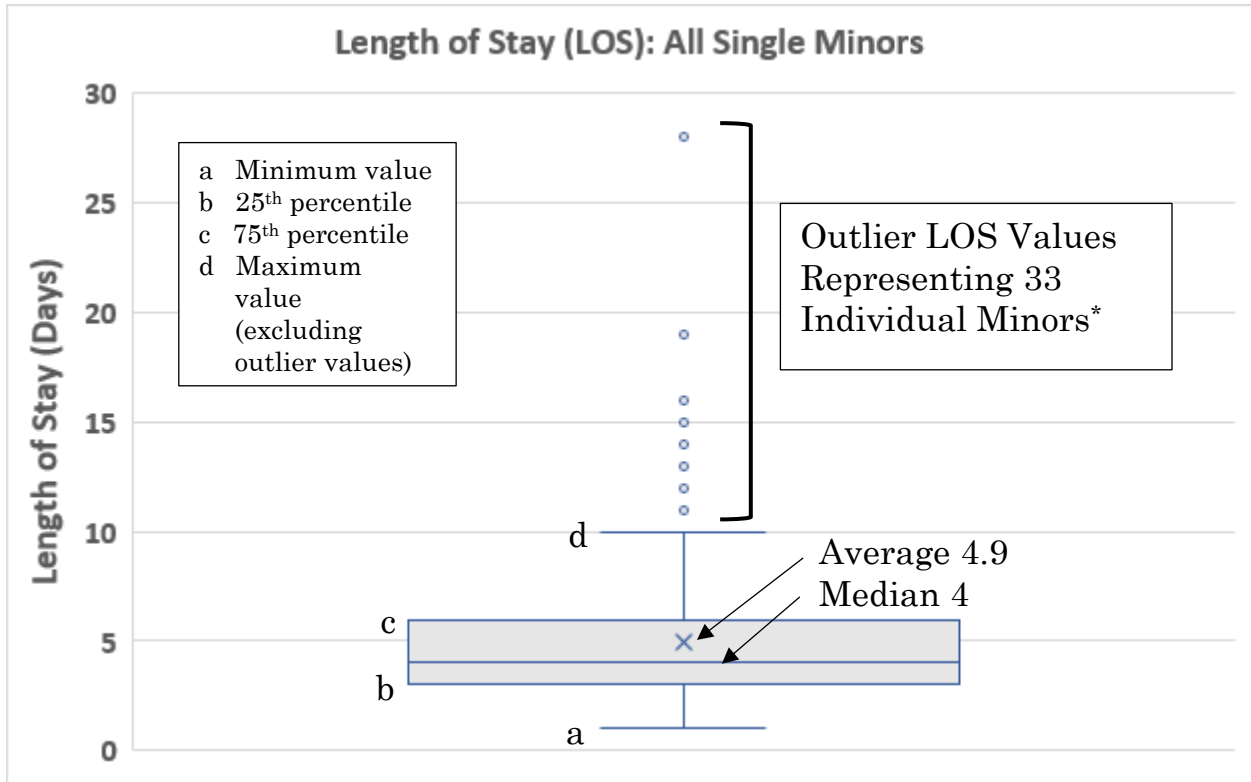 Length of Stay (LOS): All Single Minors
Length of Stay (Days)
30
25
20
15
10
5
0
a Minimum value
b 25th percentile
c 75th percentile
d Maximum
value
(excluding
outlier values)
Outlier LOS Values
Representing 33
Individual Minors*
d
Average 4.9
Median 4
c
b
a